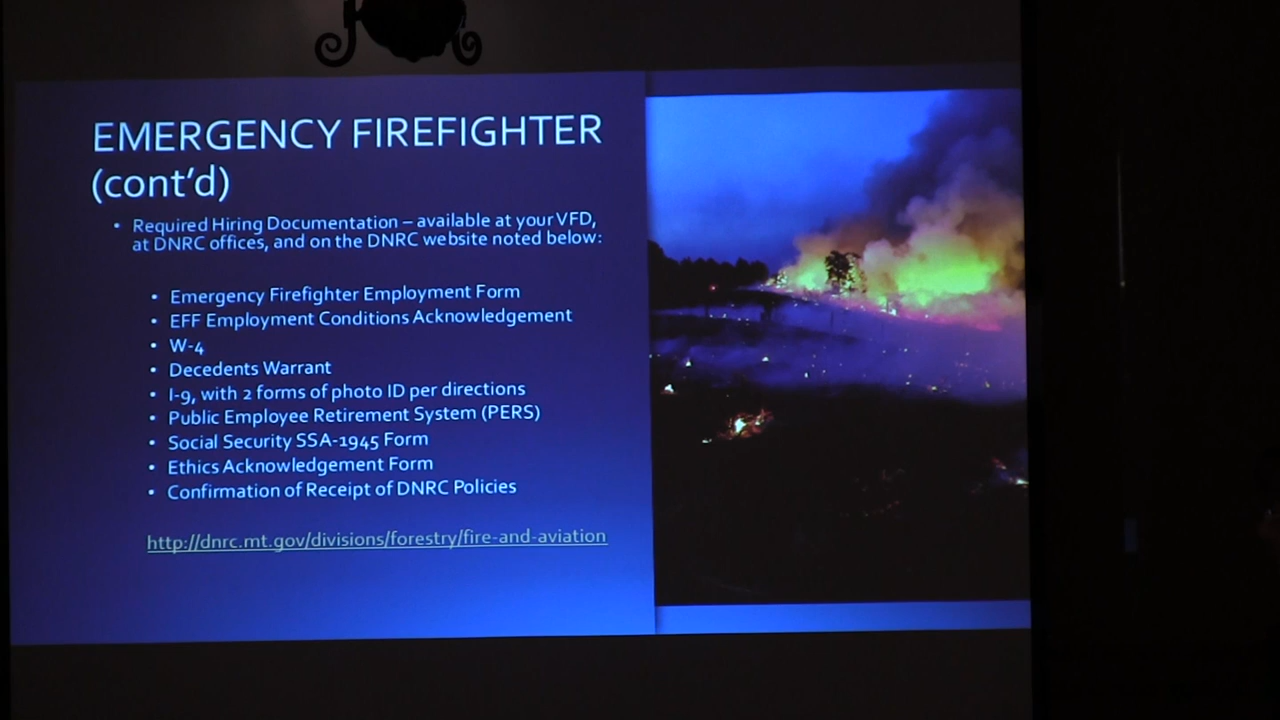 EMERGENCY FIREFIGHTER
(cont'd)
• Required Hiring Documentation – available at your VFD,
at DNRC offices, and on the DNRC website noted below:
• Emergency Firefighter Employment Form
• EFF Employment Conditions Acknowledgement
• W-4
• Decedents Warrant
• I-9, with 2 forms of photo ID per directions
• Public Employee Retirement System (PERS)
• Social Security SSA-1945 Form
• Ethics Acknowledgement Form
• Confirmation of Receipt of DNRC Policies
http://dnrc.mt.gov/divisions/forestry/fire-and-aviation